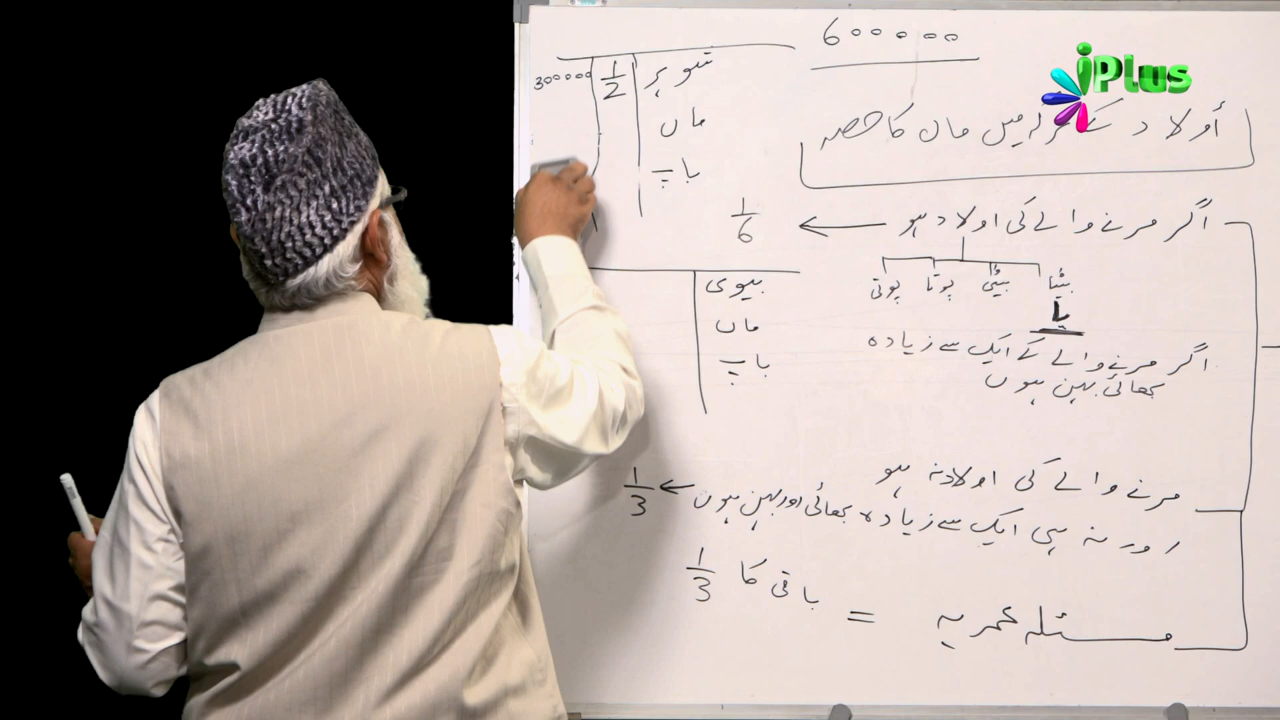 600000
iPlus
أولاد کے ترکہ میں ماں کا حصہ
300000 1/2 شوہر
ماں
باپ
اگر مرنے والے کی اولاد ہو ← 1/6
بیٹا بیٹی پوتا پوتی
یا
اگر مرنے والے کے ایک سے زیادہ
بھائی بہن ہوں
بیوی
ماں
باپ
مرنے والے کی اولاد نہ ہو
اور نہ ہی ایک سے زیادہ بھائی اور بہن ہوں ← 1/3
مسئلہ عمریہ = باقی کا 1/3